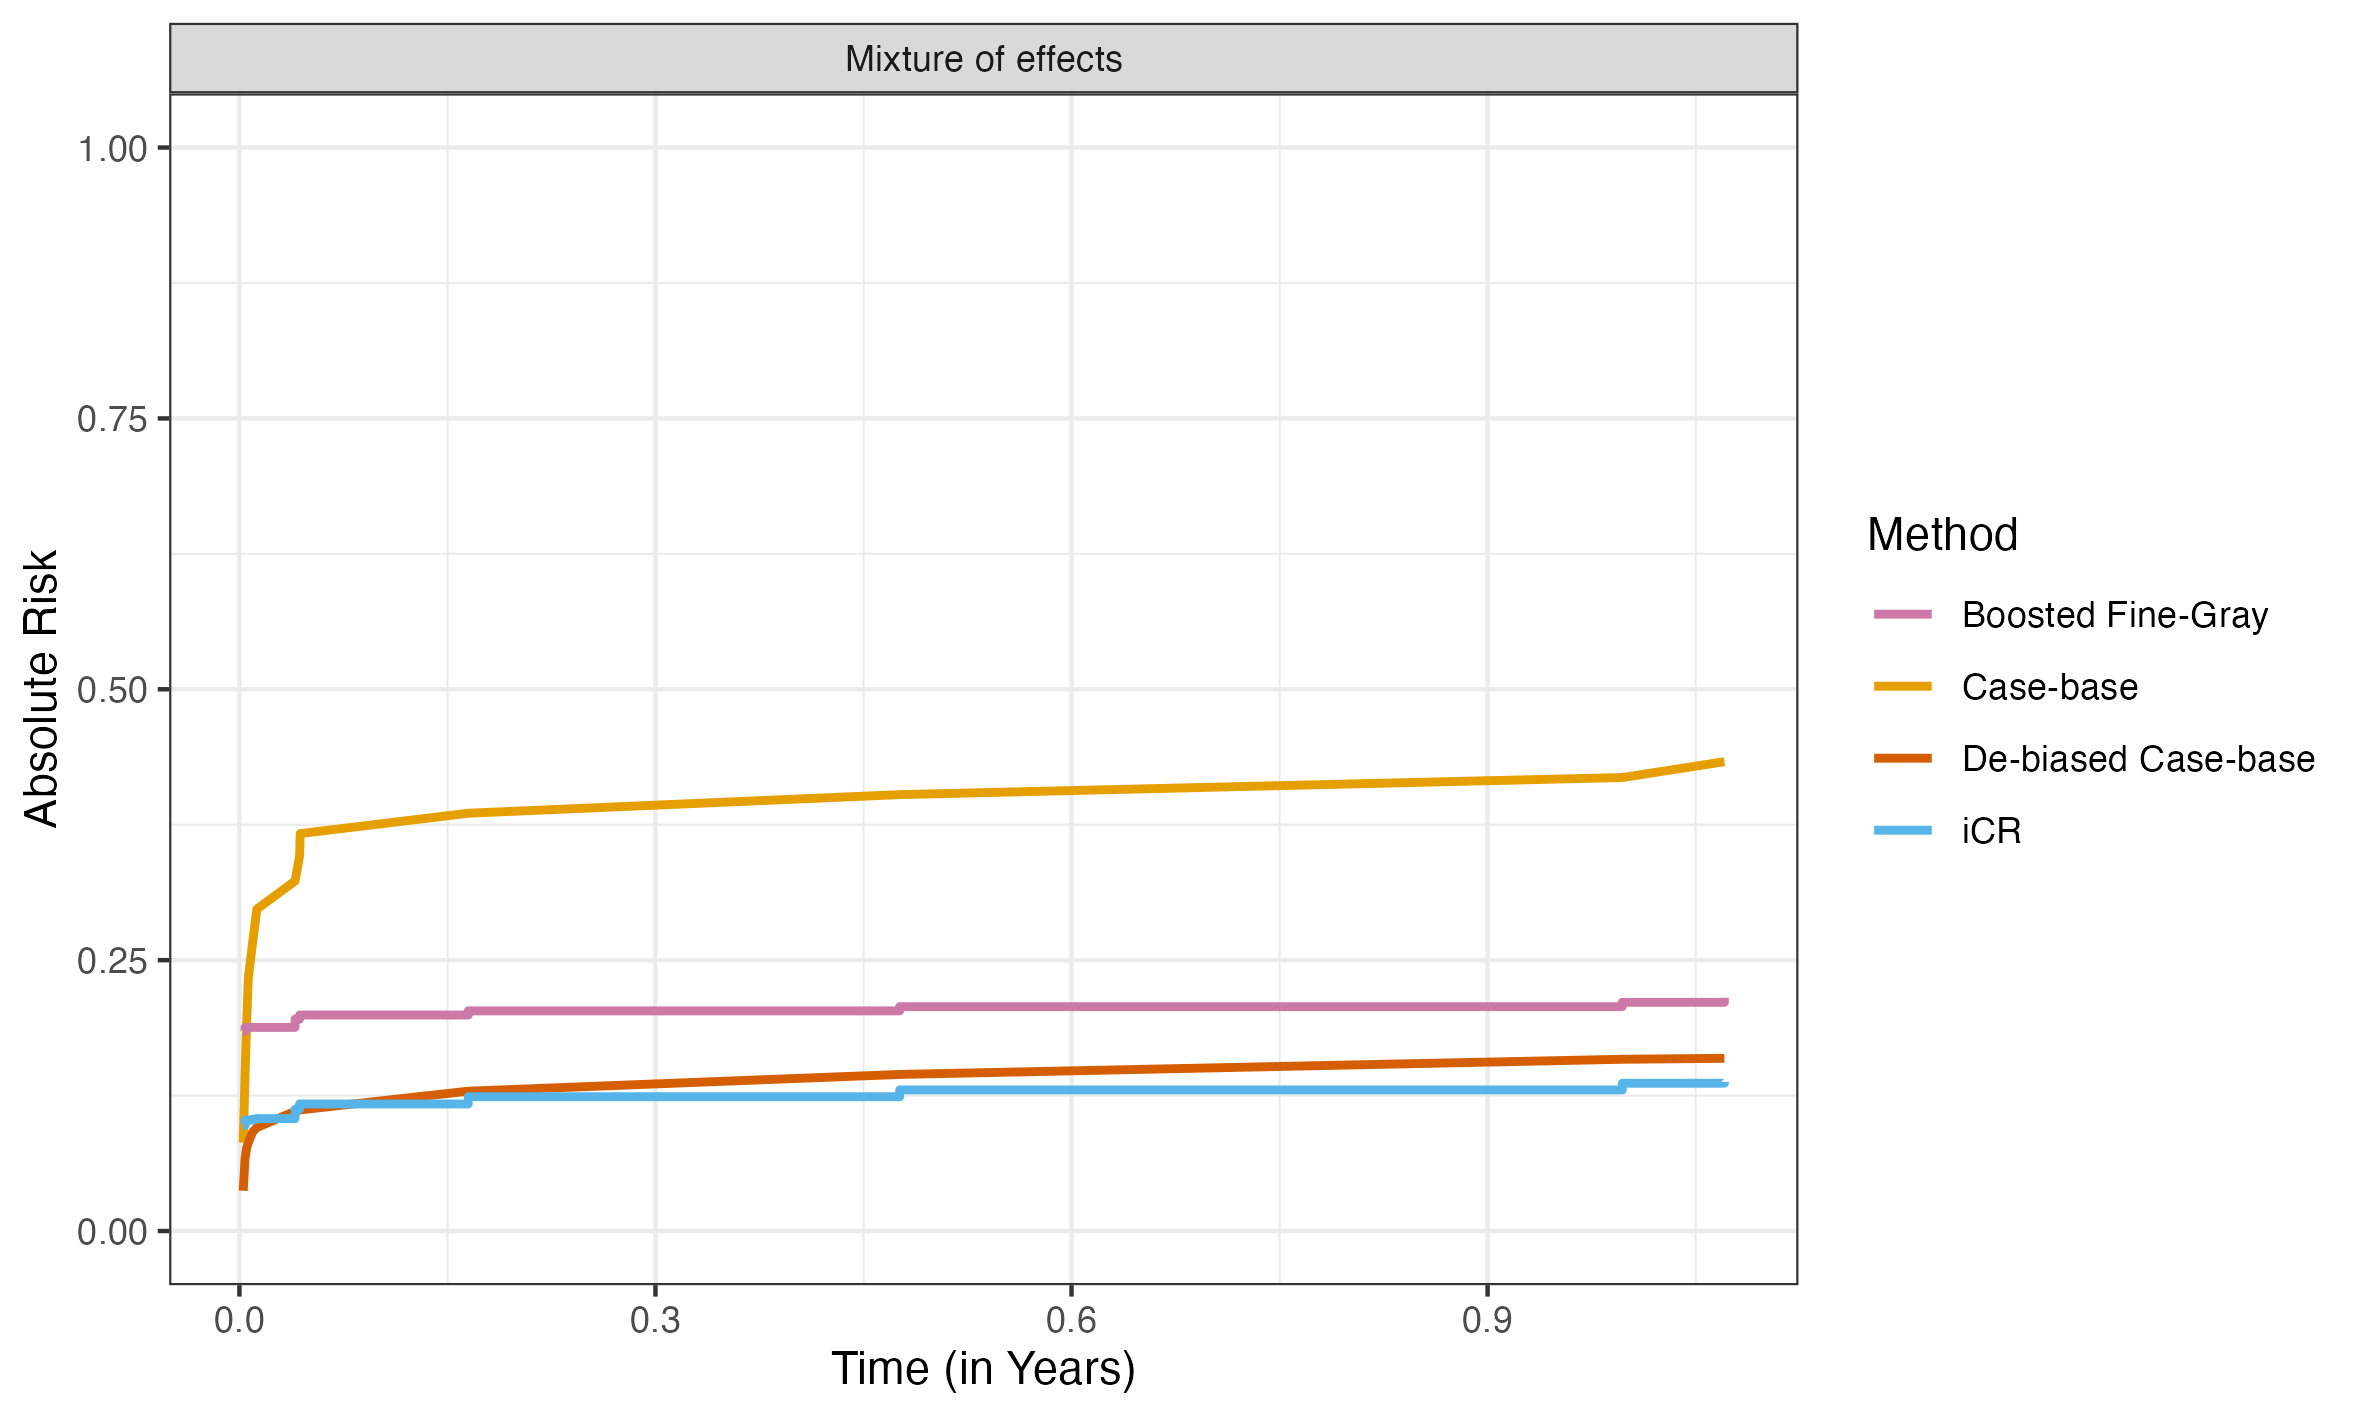 Mixture of effects
1.00
0.75
0.50
0.25
0.00
Absolute Risk
0.0 0.3 0.6 0.9
Time (in Years)
Method
Boosted Fine-Gray
Case-base
De-biased Case-base
iCR